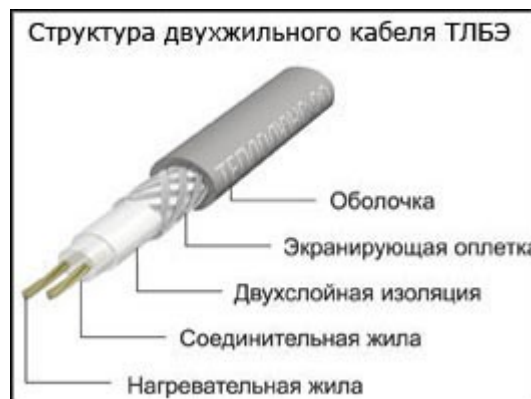 Структура двухжильного кабеля ТЛБЭ
Оболочка
Экранирующая оплетка
Двухслойная изоляция
Соединительная жила
Нагревательная жила